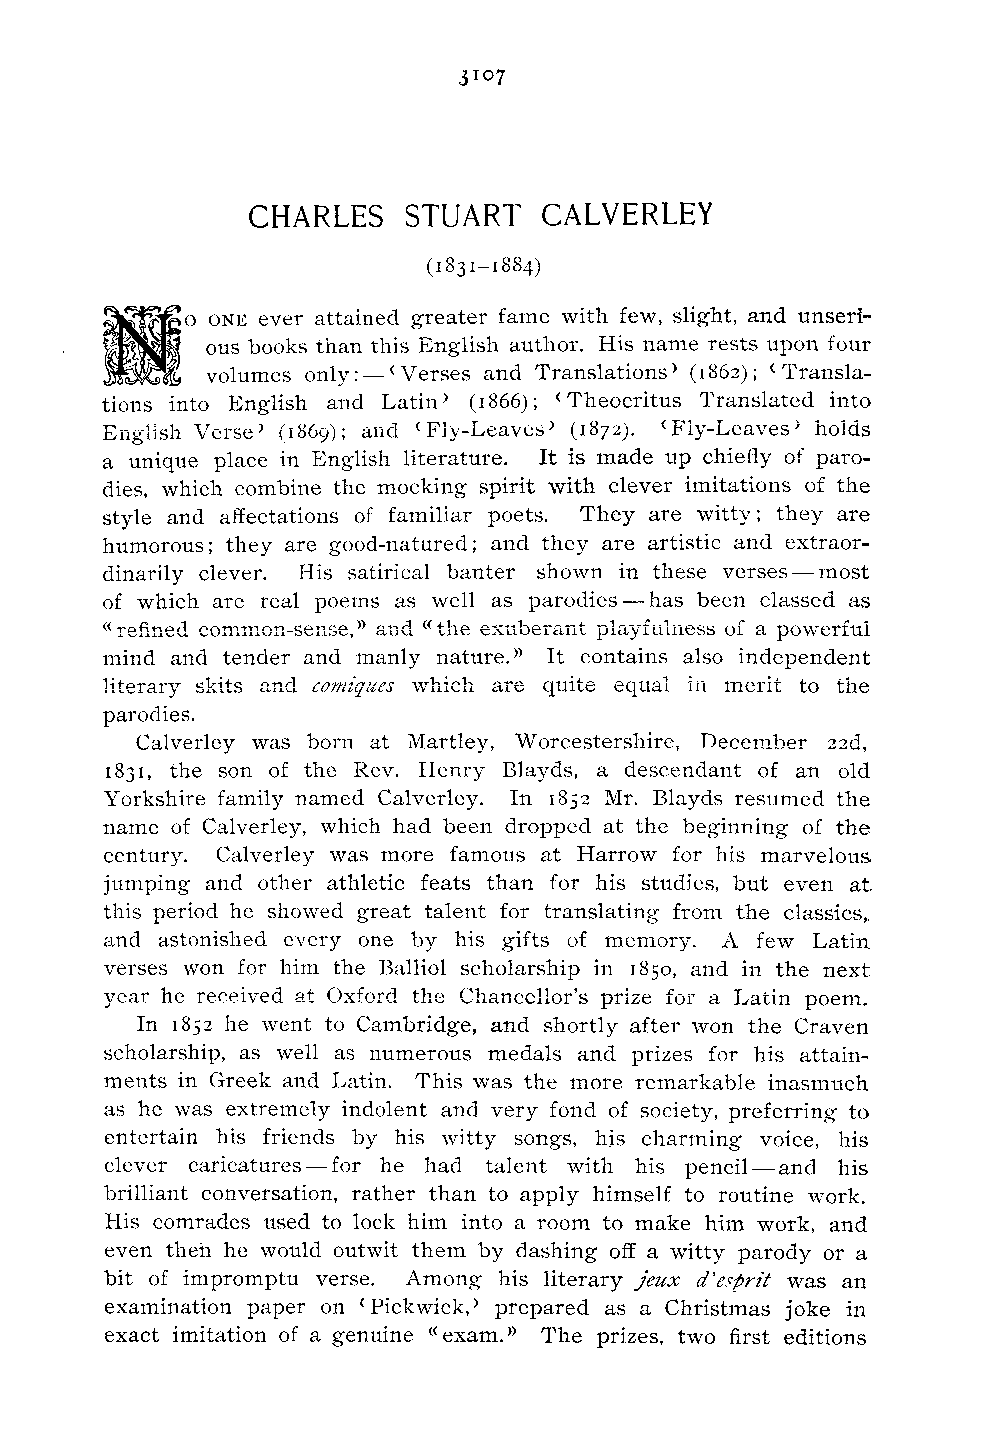 3107
CHARLES STUART CALVERLEY
(1831–1884)
NO ONE ever attained greater fame with few, slight, and unseri-
ous books than this English author. His name rests upon four
volumes only:—‹Verses and Translations› (1862); ‹Transla-
tions into English and Latin› (1866); ‹Theocritus Translated into
English Verse› (1869); and ‹Fly-Leaves› (1872). ‹Fly-Leaves› holds
a unique place in English literature. It is made up chiefly of paro-
dies, which combine the mocking spirit with clever imitations of the
style and affectations of familiar poets. They are witty; they are
humorous; they are good-natured; and they are artistic and extraor-
dinarily clever. His satirical banter shown in these verses—most
of which are real poems as well as parodies—has been classed as
«refined common-sense,» and «the exuberant playfulness of a powerful
mind and tender and manly nature.» It contains also independent
literary skits and comiques which are quite equal in merit to the
parodies.
Calverley was born at Martley, Worcestershire, December 22d,
1831, the son of the Rev. Henry Blayds, a descendant of an old
Yorkshire family named Calverley. In 1852 Mr. Blayds resumed the
name of Calverley, which had been dropped at the beginning of the
century. Calverley was more famous at Harrow for his marvelous
jumping and other athletic feats than for his studies, but even at
this period he showed great talent for translating from the classics,
and astonished every one by his gifts of memory. A few Latin
verses won for him the Balliol scholarship in 1850, and in the next
year he received at Oxford the Chancellor's prize for a Latin poem.
In 1852 he went to Cambridge, and shortly after won the Craven
scholarship, as well as numerous medals and prizes for his attain-
ments in Greek and Latin. This was the more remarkable inasmuch
as he was extremely indolent and very fond of society, preferring to
entertain his friends by his witty songs, his charming voice, his
clever caricatures—for he had talent with his pencil—and his
brilliant conversation, rather than to apply himself to routine work.
His comrades used to lock him into a room to make him work, and
even then he would outwit them by dashing off a witty parody or a
bit of impromptu verse. Among his literary jeux d'esprit was an
examination paper on ‹Pickwick,› prepared as a Christmas joke in
exact imitation of a genuine «exam.» The prizes, two first editions